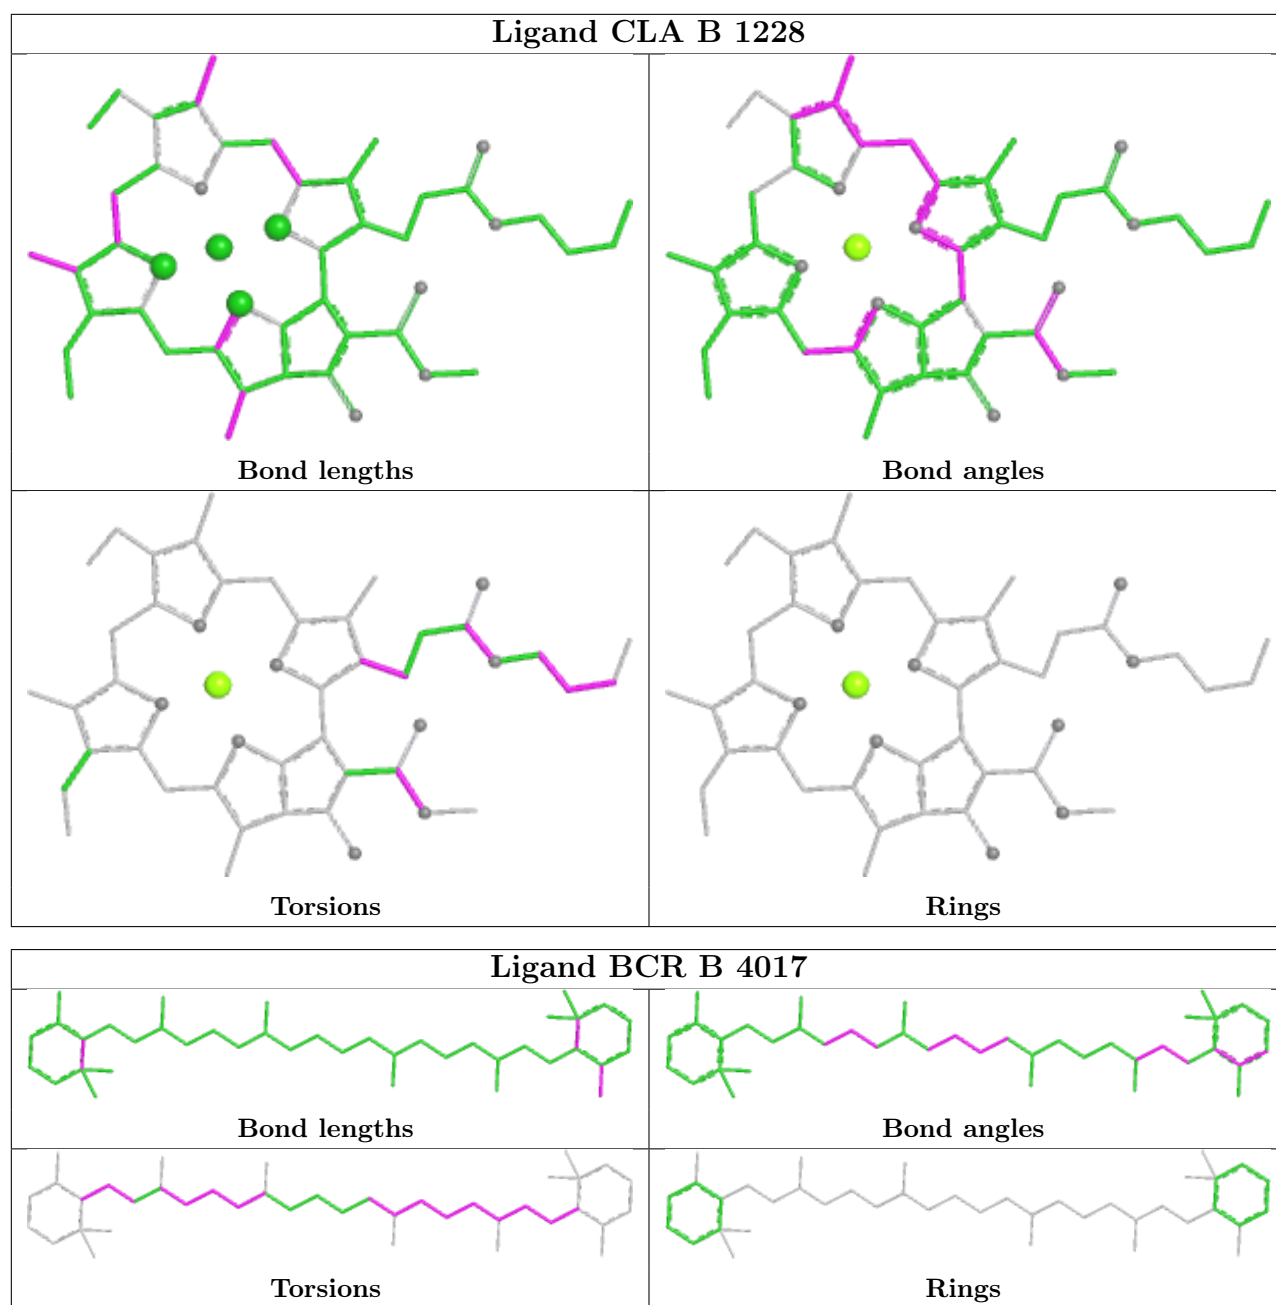 Ligand CLA B 1228
Bond lengths
Bond angles
Torsions
Rings
Ligand BCR B 4017
Bond lengths
Bond angles
Torsions
Rings